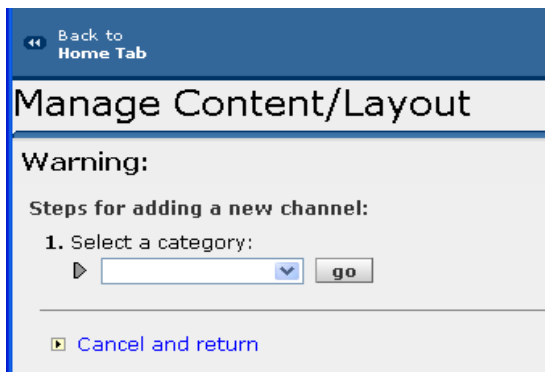 Back to
Home Tab
Manage Content/Layout
Warning:
Steps for adding a new channel:
1. Select a category:
go
Cancel and return